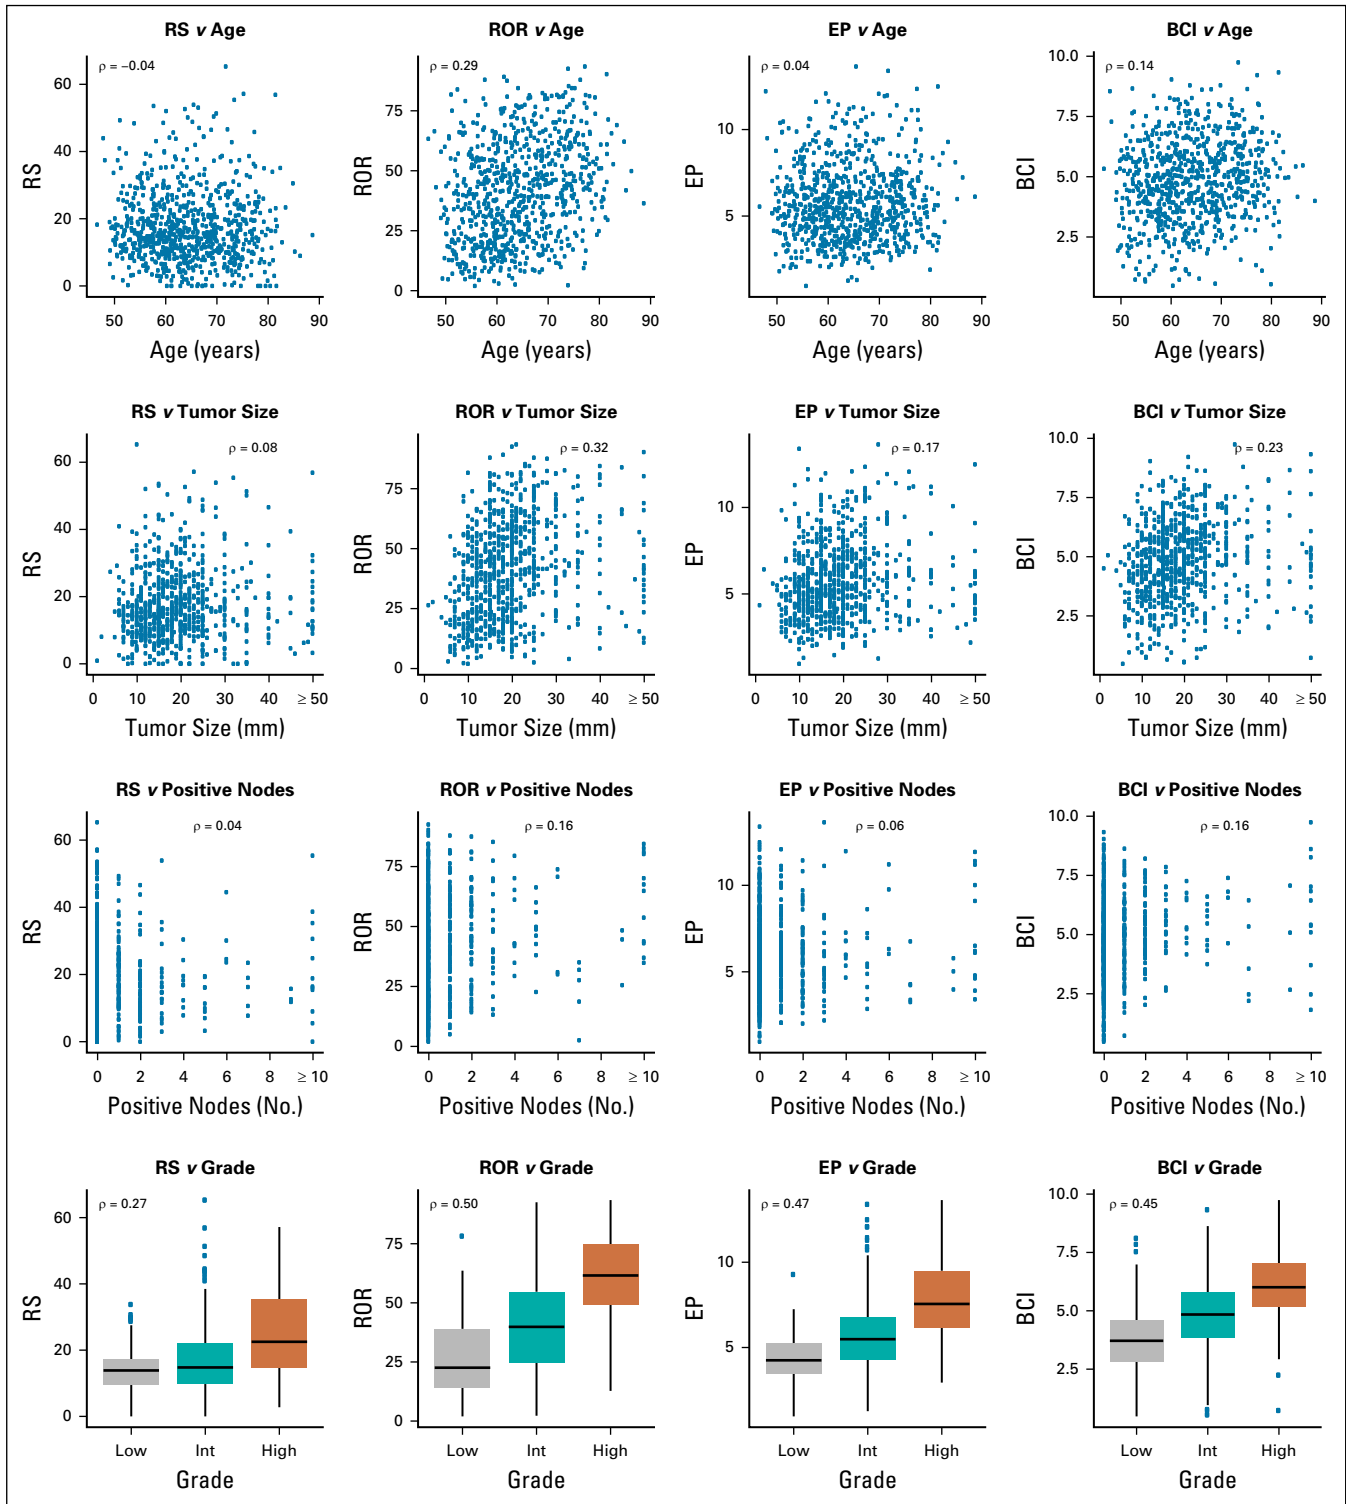 RS v Age
ρ = –0.04
RS
60
40
20
0
50 60 70 80 90
Age (years)
ROR v Age
ρ = 0.29
ROR
75
50
25
0
50 60 70 80 90
Age (years)
EP v Age
ρ = 0.04
EP
10
5
50 60 70 80 90
Age (years)
BCI v Age
ρ = 0.14
BCI
10.0
7.5
5.0
2.5
50 60 70 80 90
Age (years)
RS v Tumor Size
ρ = 0.08
RS
60
40
20
0
0 10 20 30 40 ≥ 50
Tumor Size (mm)
ROR v Tumor Size
ρ = 0.32
ROR
75
50
25
0
0 10 20 30 40 ≥ 50
Tumor Size (mm)
EP v Tumor Size
ρ = 0.17
EP
10
5
0 10 20 30 40 ≥ 50
Tumor Size (mm)
BCI v Tumor Size
ρ = 0.23
BCI
10.0
7.5
5.0
2.5
0 10 20 30 40 ≥ 50
Tumor Size (mm)
RS v Positive Nodes
ρ = 0.04
RS
60
40
20
0
0 2 4 6 8 ≥ 10
Positive Nodes (No.)
ROR v Positive Nodes
ρ = 0.16
ROR
75
50
25
0
0 2 4 6 8 ≥ 10
Positive Nodes (No.)
EP v Positive Nodes
ρ = 0.06
EP
10
5
0 2 4 6 8 ≥ 10
Positive Nodes (No.)
BCI v Positive Nodes
ρ = 0.16
BCI
10.0
7.5
5.0
2.5
0 2 4 6 8 ≥ 10
Positive Nodes (No.)
RS v Grade
ρ = 0.27
RS
60
40
20
0
Low Int High
Grade
ROR v Grade
ρ = 0.50
ROR
75
50
25
0
Low Int High
Grade
EP v Grade
ρ = 0.47
EP
10
5
Low Int High
Grade
BCI v Grade
ρ = 0.45
BCI
10.0
7.5
5.0
2.5
Low Int High
Grade